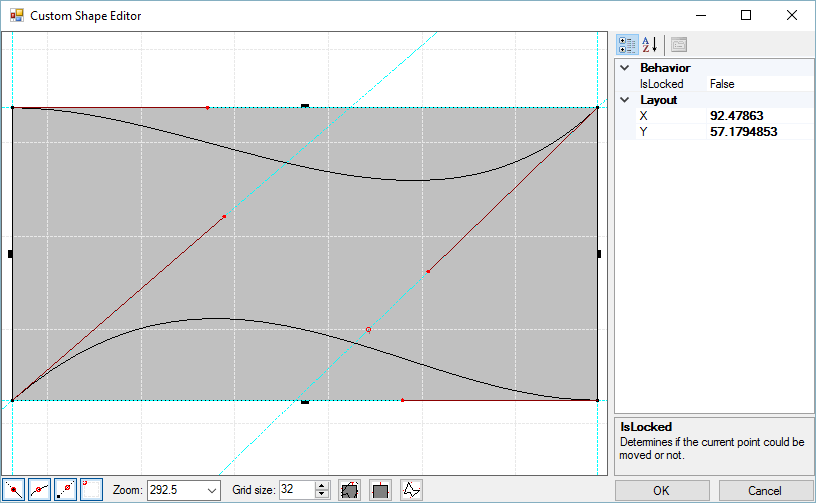 Custom Shape Editor
Behavior
IsLocked False
Layout
X 92.47863
Y 57.1794853
IsLocked
Determines if the current point could be
moved or not.
Zoom: 292.5 Grid size: 32
OK Cancel